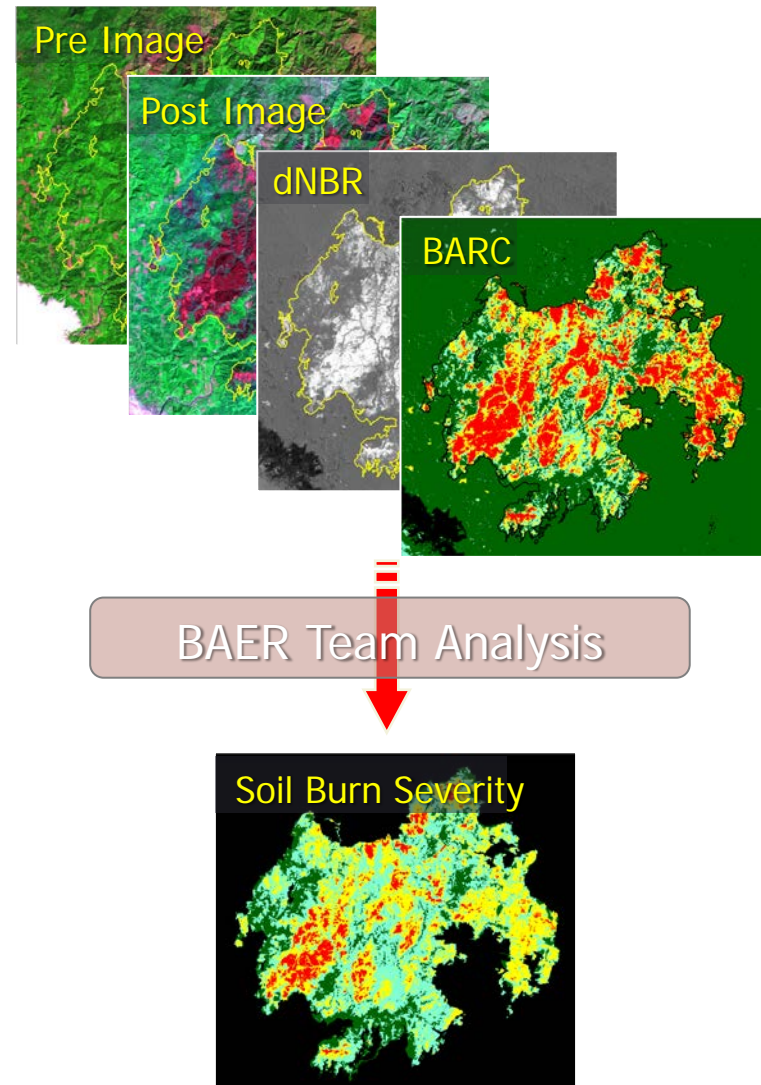 Pre Image
Post Image
dNBR
BARC
BAER Team Analysis
Soil Burn Severity